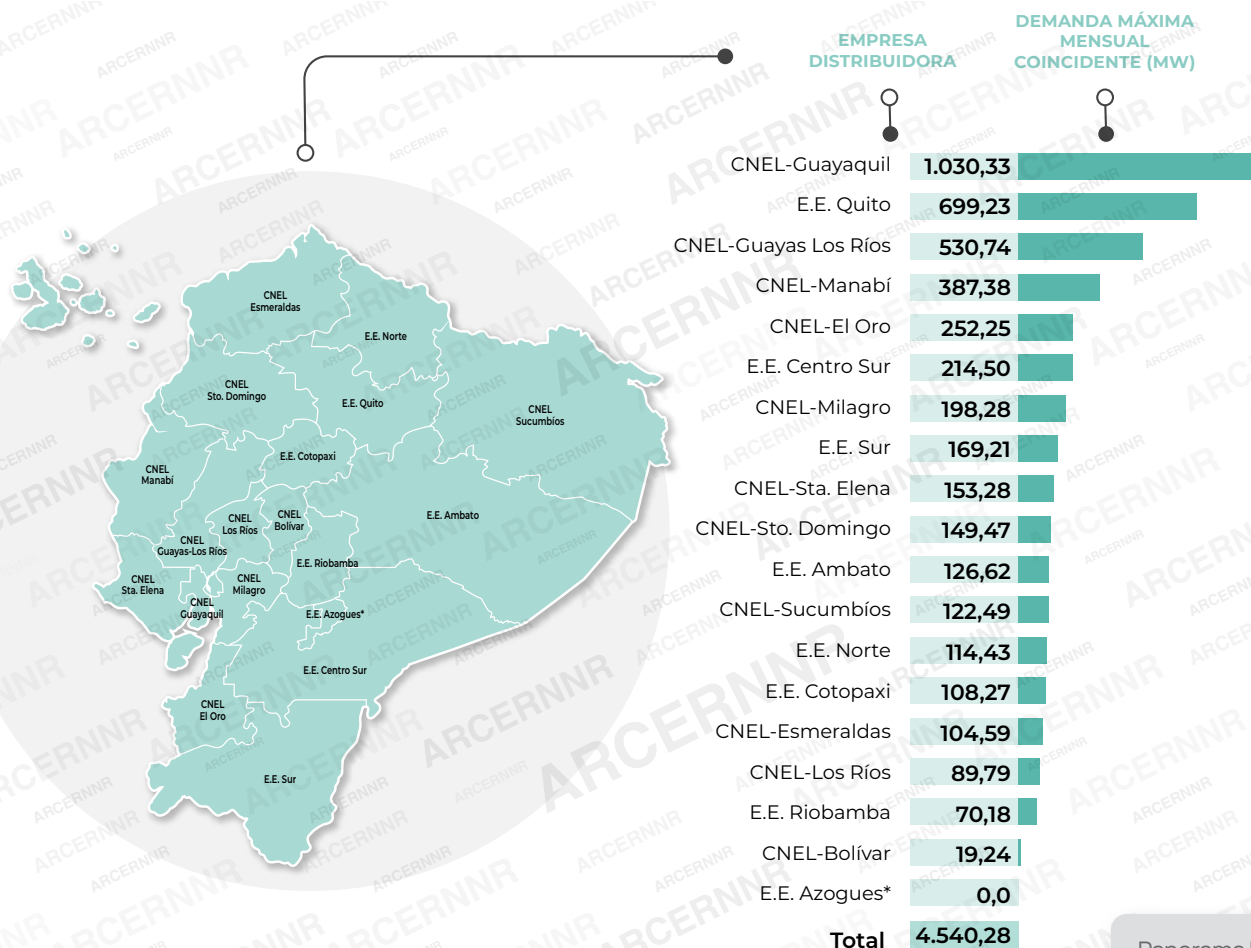 EMPRESA
DISTRIBUIDORA
DEMANDA MÁXIMA
MENSUAL
COINCIDENTE (MW)
CNEL-Guayaquil 1.030,33
E.E. Quito 699,23
CNEL-Guayas Los Ríos 530,74
CNEL-Manabí 387,38
CNEL-El Oro 252,25
E.E. Centro Sur 214,50
CNEL-Milagro 198,28
E.E. Sur 169,21
CNEL-Sta. Elena 153,28
CNEL-Sto. Domingo 149,47
E.E. Ambato 126,62
CNEL-Sucumbíos 122,49
E.E. Norte 114,43
E.E. Cotopaxi 108,27
CNEL-Esmeraldas 104,59
CNEL-Los Ríos 89,79
E.E. Riobamba 70,18
CNEL-Bolívar 19,24
E.E. Azogues* 0,0
Total 4.540,28
CNEL
Esmeraldas
E.E. Norte
CNEL
Sto. Domingo
E.E. Quito
CNEL
Sucumbíos
E.E. Cotopaxi
CNEL
Manabí
CNEL
Los Ríos
CNEL
Bolívar
E.E. Ambato
CNEL
Guayas-Los Ríos
E.E. Riobamba
CNEL
Sta. Elena
CNEL
Milagro
CNEL
Guayaquil
E.E. Azogues*
E.E. Centro Sur
CNEL
El Oro
E.E. Sur
ARCERNNR